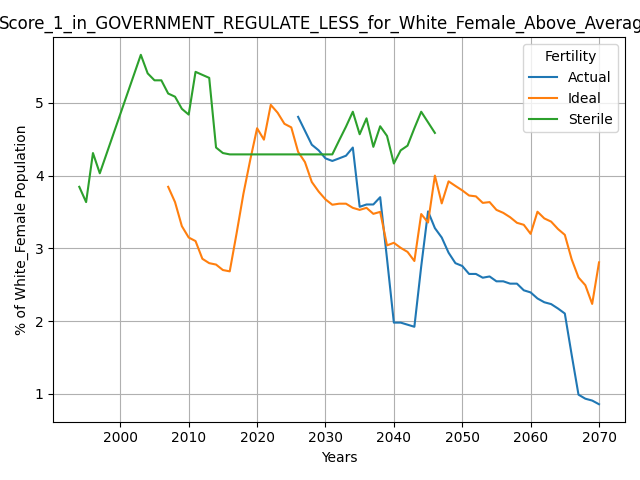 Score_1_in_GOVERNMENT_REGULATE_LESS_for_White_Female_Above_Averag
Fertility
Actual
Ideal
Sterile
% of White_Female Population
5
4
3
2
1
2000 2010 2020 2030 2040 2050 2060 2070
Years